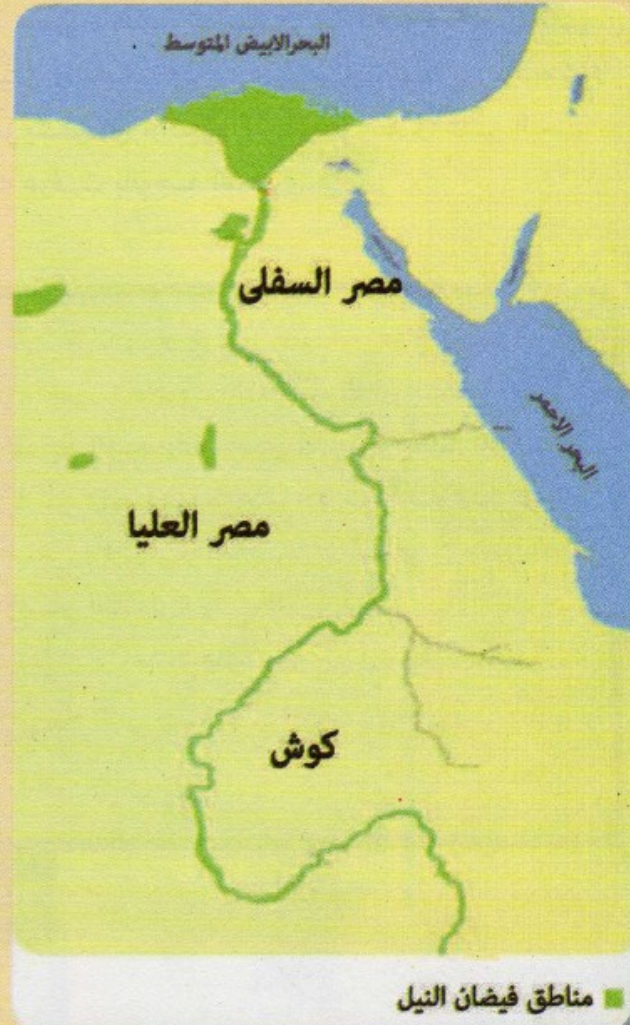 البحر الابيض المتوسط
مصر السفلى
البحر الاحمر
مصر العليا
كوش
مناطق فيضان النيل